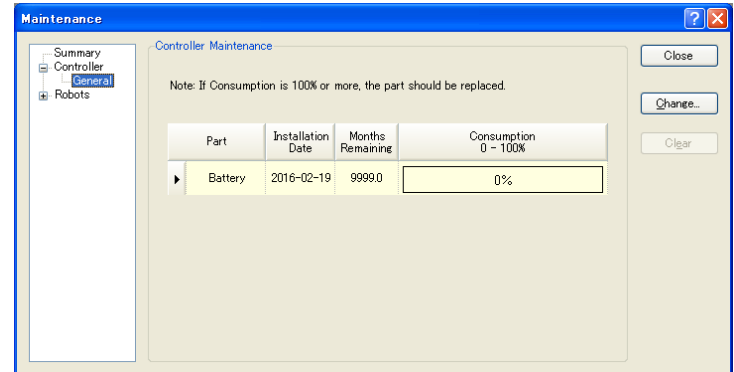 Maintenance
Summary
Controller
General
Robots
Controller Maintenance
Note: If Consumption is 100% or more, the part should be replaced.
Part
Installation
Date
Months
Remaining
Consumption
0 - 100%
Battery
2016-02-19
9999.0
0%
Close
Change...
Clear